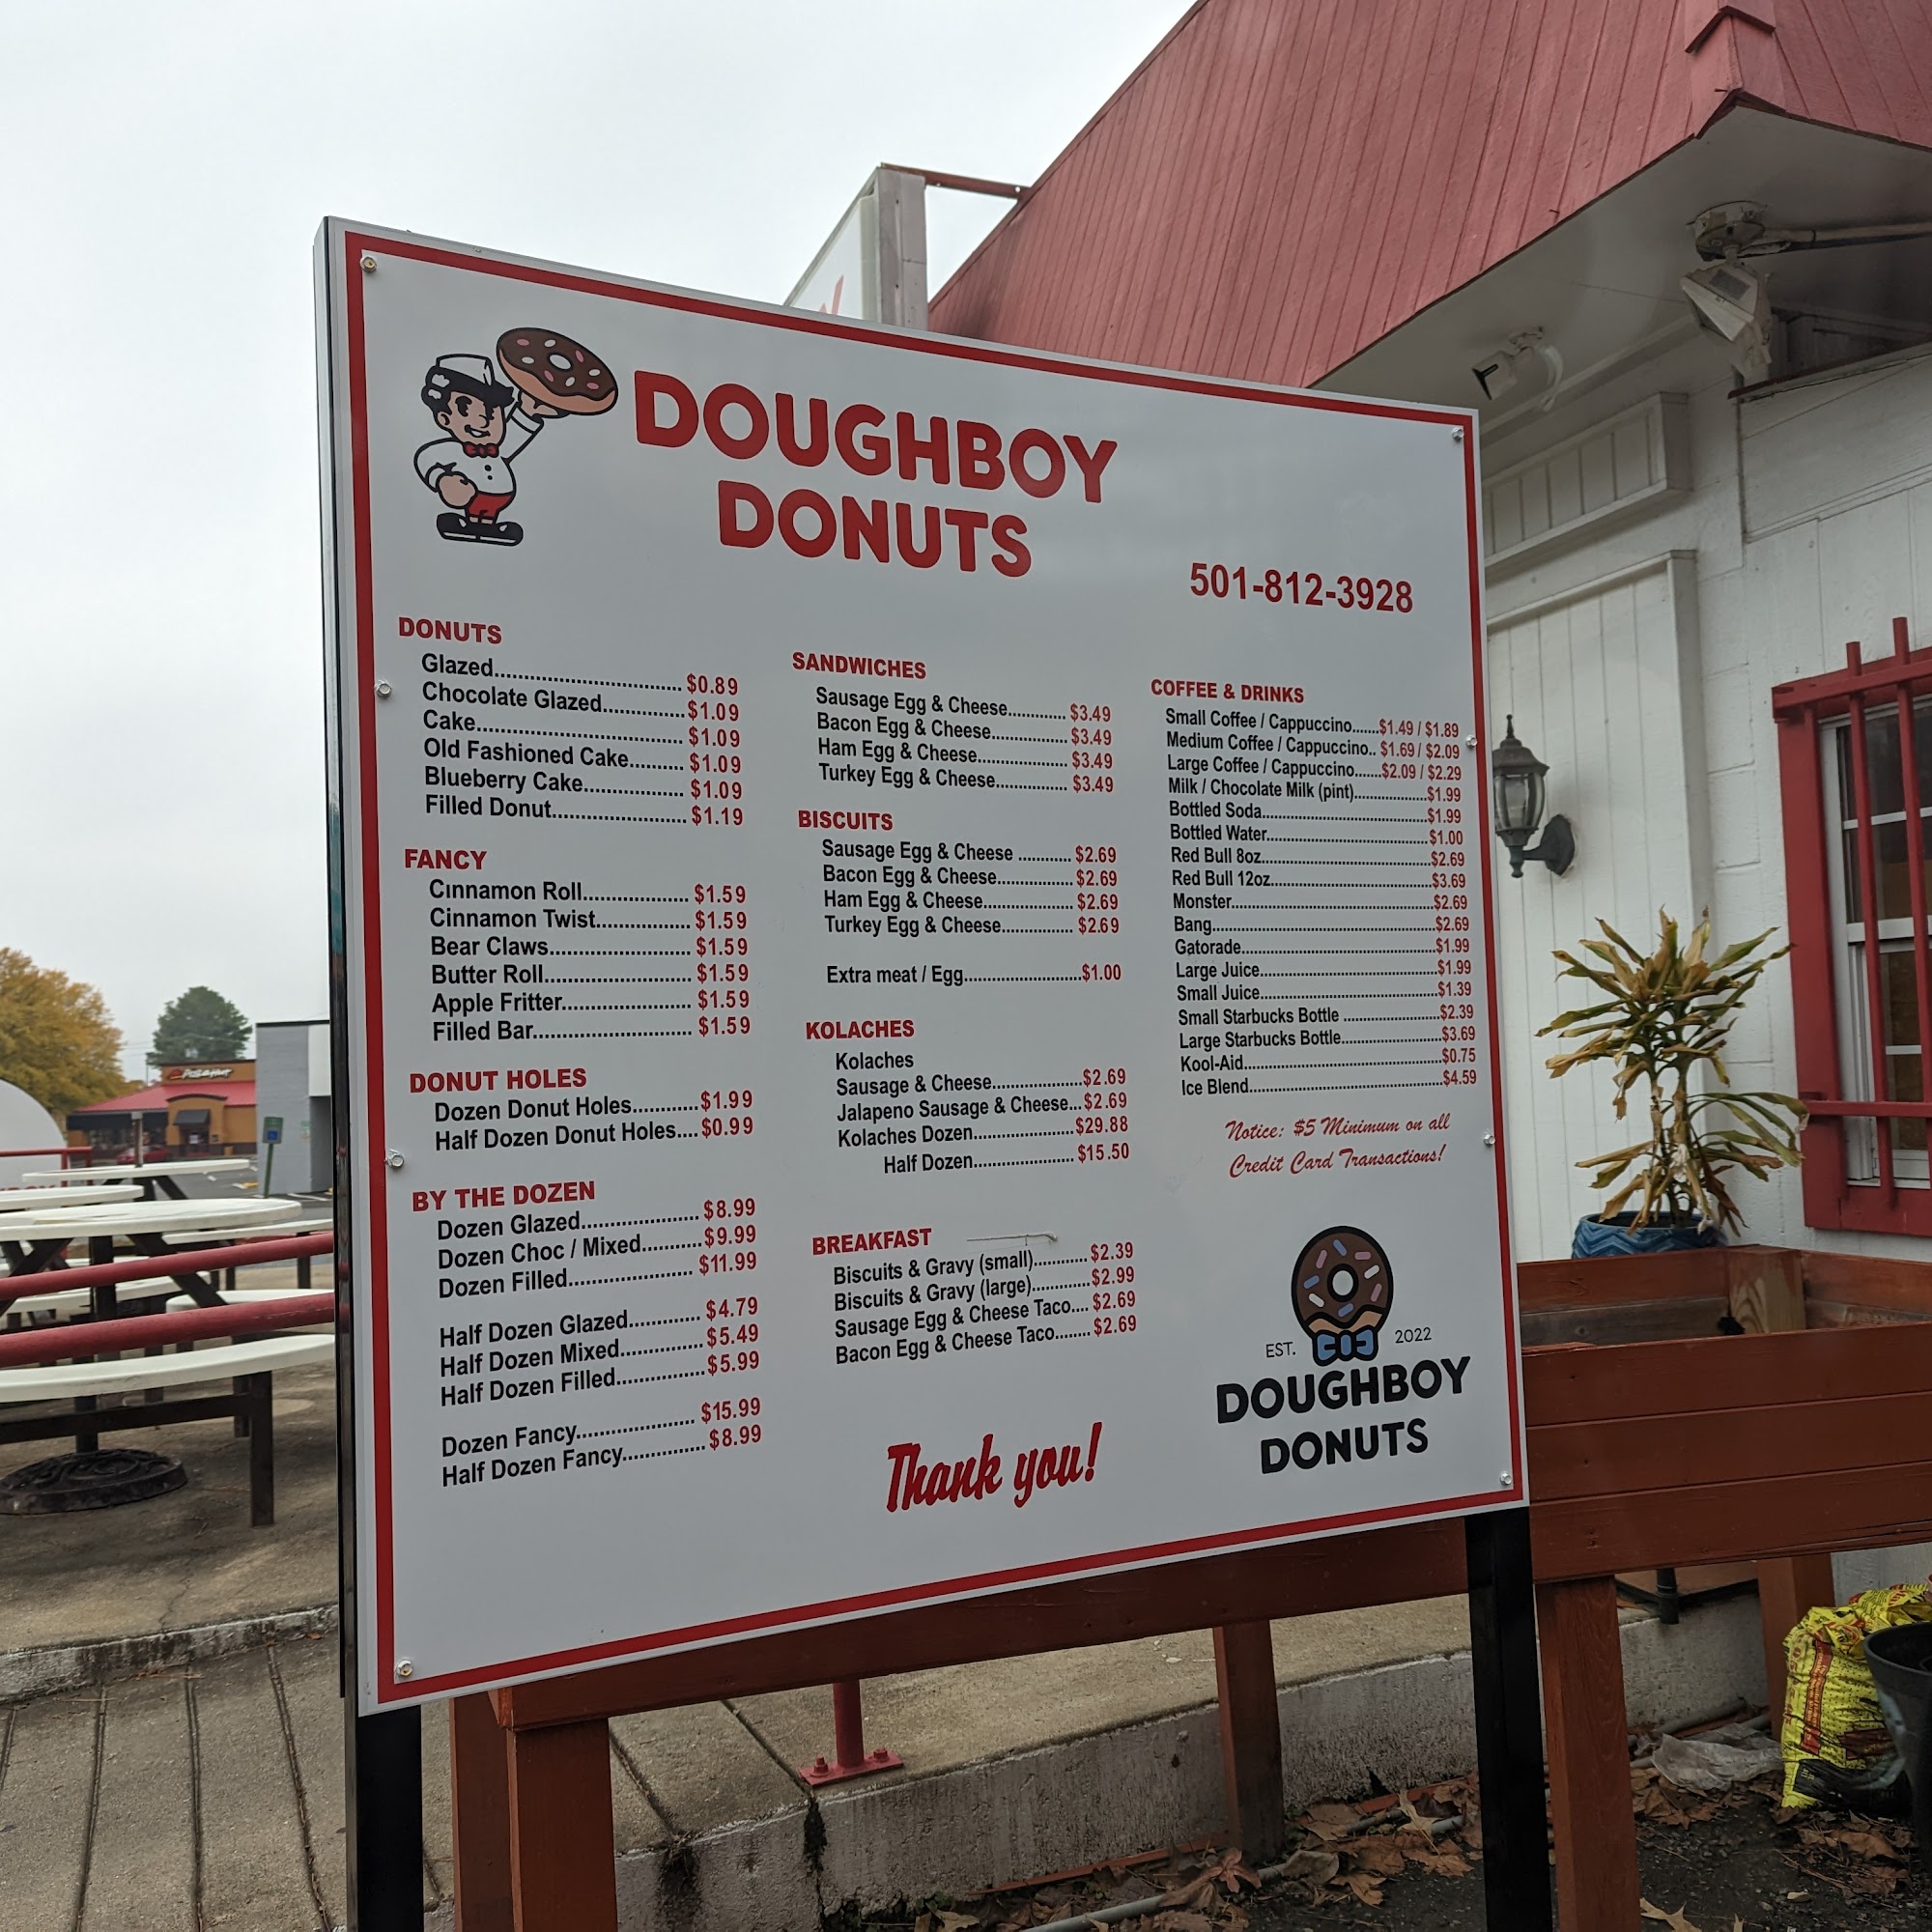 DOUGHBOY
DONUTS
501-812-3928
DONUTS
Glazed................................ $0.89
Chocolate Glazed..............$1.09
Cake.................................... $1.09
Old Fashioned Cake.......... $1.09
Blueberry Cake.................. $1.09
Filled Donut........................ $1.19
FANCY
Cinnamon Roll................... $1.59
Cinnamon Twist................. $1.59
Bear Claws......................... $1.59
Butter Roll.......................... $1.59
Apple Fritter....................... $1.59
Filled Bar............................ $1.59
DONUT HOLES
Dozen Donut Holes............$1.99
Half Dozen Donut Holes....$0.99
BY THE DOZEN
Dozen Glazed..................... $8.99
Dozen Choc / Mixed...........$9.99
Dozen Filled...................... $11.99
Half Dozen Glazed............. $4.79
Half Dozen Mixed...............$5.49
Half Dozen Filled................$5.99
Dozen Fancy...................... $15.99
Half Dozen Fancy............... $8.99
SANDWICHES
Sausage Egg & Cheese............ $3.49
Bacon Egg & Cheese................ $3.49
Ham Egg & Cheese................... $3.49
Turkey Egg & Cheese............... $3.49
BISCUITS
Sausage Egg & Cheese ............ $2.69
Bacon Egg & Cheese................ $2.69
Ham Egg & Cheese................... $2.69
Turkey Egg & Cheese............... $2.69
Extra meat / Egg.........................$1.00
KOLACHES
Kolaches
Sausage & Cheese.......................$2.69
Jalapeno Sausage & Cheese...$2.69
Kolaches Dozen..........................$29.88
Half Dozen........................ $15.50
BREAKFAST
Biscuits & Gravy (small)............ $2.39
Biscuits & Gravy (large).............$2.99
Sausage Egg & Cheese Taco.... $2.69
Bacon Egg & Cheese Taco........ $2.69
Thank you!
COFFEE & DRINKS
Small Coffee / Cappuccino.......$1.49 / $1.89
Medium Coffee / Cappuccino.. $1.69 / $2.09
Large Coffee / Cappuccino.......$2.09 / $2.29
Milk / Chocolate Milk (pint)....................$1.99
Bottled Soda.............................................$1.99
Bottled Water........................................... $1.00
Red Bull 8oz.............................................$2.69
Red Bull 12oz...........................................$3.69
Monster.....................................................$2.69
Bang..........................................................$2.69
Gatorade...................................................$1.99
Large Juice...............................................$1.99
Small Juice...............................................$1.39
Small Starbucks Bottle ..........................$2.39
Large Starbucks Bottle...........................$3.69
Kool-Aid....................................................$0.75
Ice Blend...................................................$4.59
Notice: $5 Minimum on all
Credit Card Transactions!
EST. 2022
DOUGHBOY
DONUTS
Pizza Hut